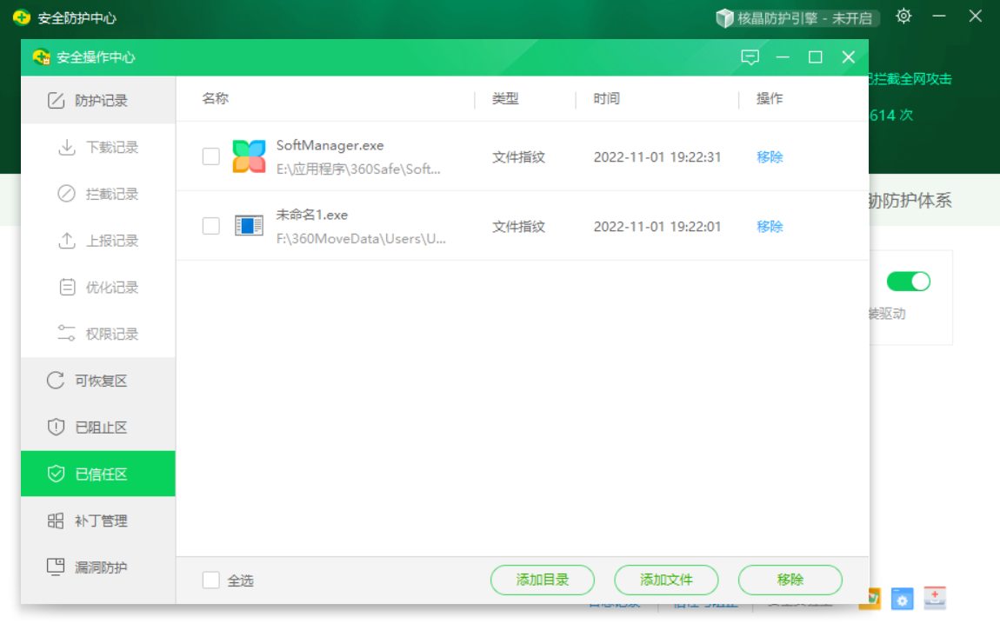 安全防护中心
核晶防护引擎 - 未开启
安全操作中心
拦截全网攻击
614 次
防护记录
名称
类型
时间
操作
下载记录
SoftManager.exe
E:\应用程序\360Safe\Soft...
文件指纹
2022-11-01 19:22:31
移除
拦截记录
防护体系
上报记录
未命名1.exe
F:\360MoveData\Users\U...
文件指纹
2022-11-01 19:22:01
移除
优化记录
装驱动
权限记录
可恢复区
已阻止区
已信任区
补丁管理
漏洞防护
全选
添加目录
添加文件
移除